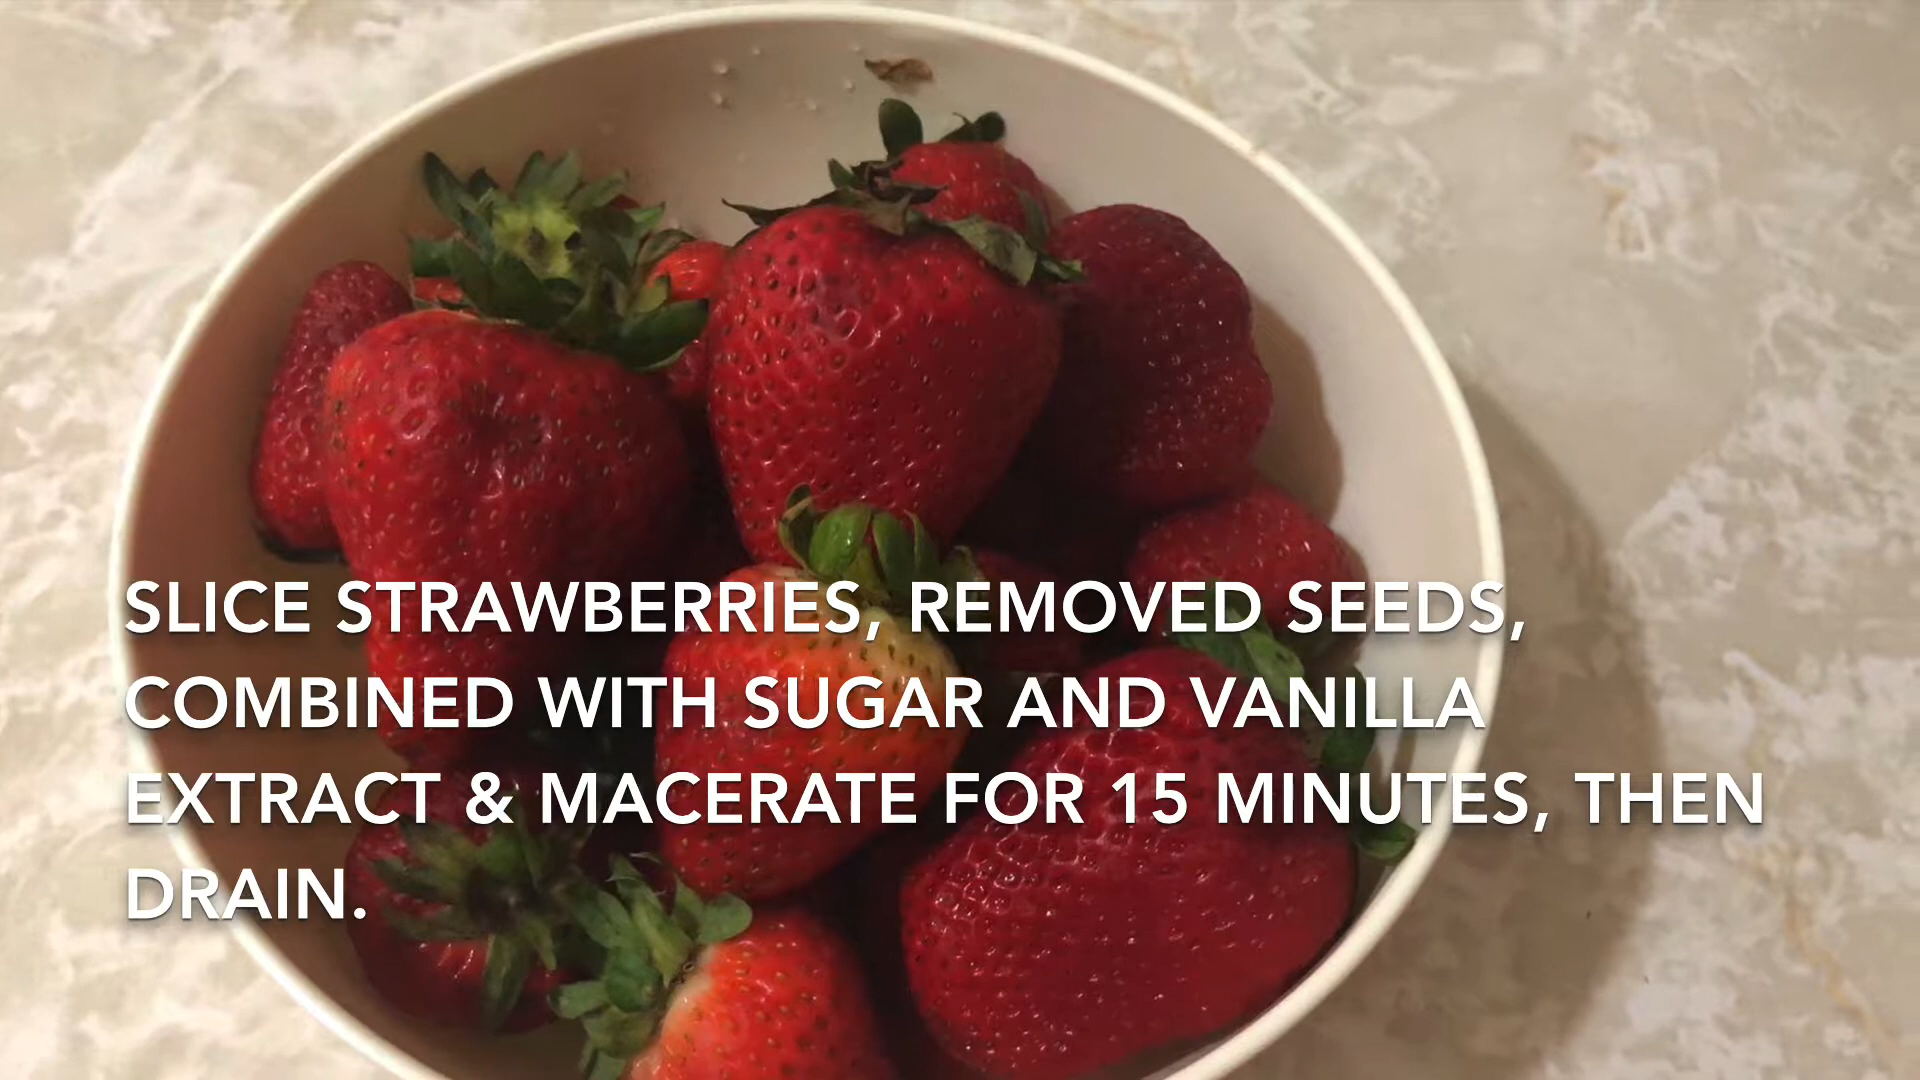 SLICE STRAWBERRIES, REMOVED SEEDS,
COMBINED WITH SUGAR AND VANILLA
EXTRACT & MACERATE FOR 15 MINUTES, THEN
DRAIN.